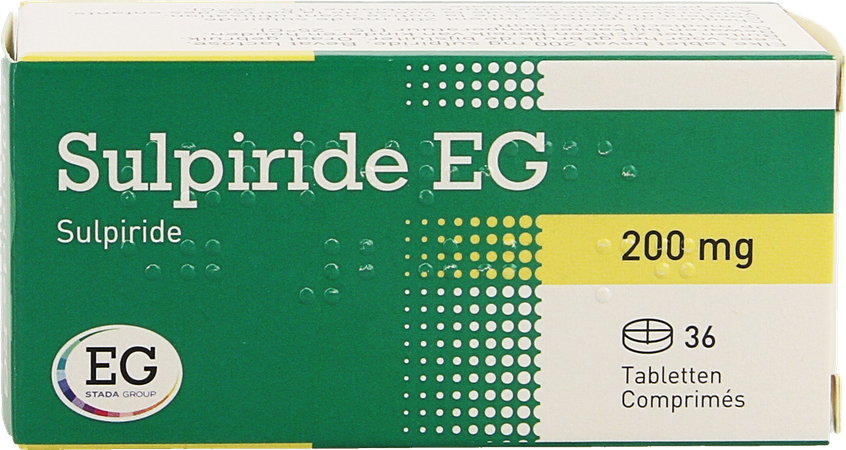 Sulpiride EG
Sulpiride
200 mg
36
Tabletten
Comprimés
EG
STADA GROUP